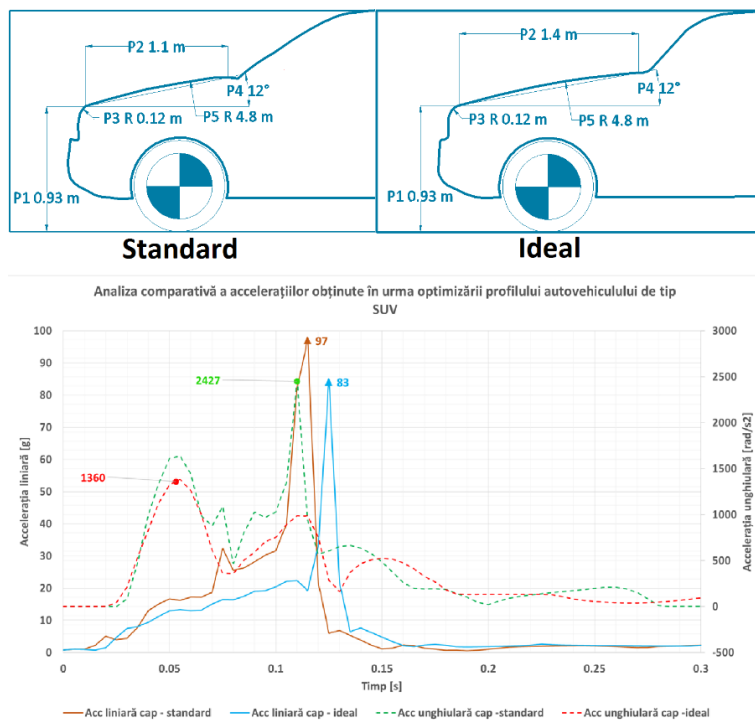 P2 1.1 m
P4 12°
P3 R 0.12 m
P5 R 4.8 m
P1 0.93 m
Standard
P2 1.4 m
P4 12°
P3 R 0.12 m
P5 R 4.8 m
P1 0.93 m
Ideal
Analiza comparativă a accelerațiilor obținute în urma optimizării profilului autovehiculului de tip
SUV
Accelerația liniară [g]
100
90
80
70
60
50
40
30
20
10
0
97
83
2427
1360
3000
2500
2000
1500
1000
500
0
-500
Accelerația unghiulară [rad/s2]
0
0.05
0.1
0.15
0.2
0.25
0.3
Timp [s]
Acc liniară cap - standard
Acc liniară cap - ideal
Acc unghiulară cap -standard
Acc unghiulară cap -ideal